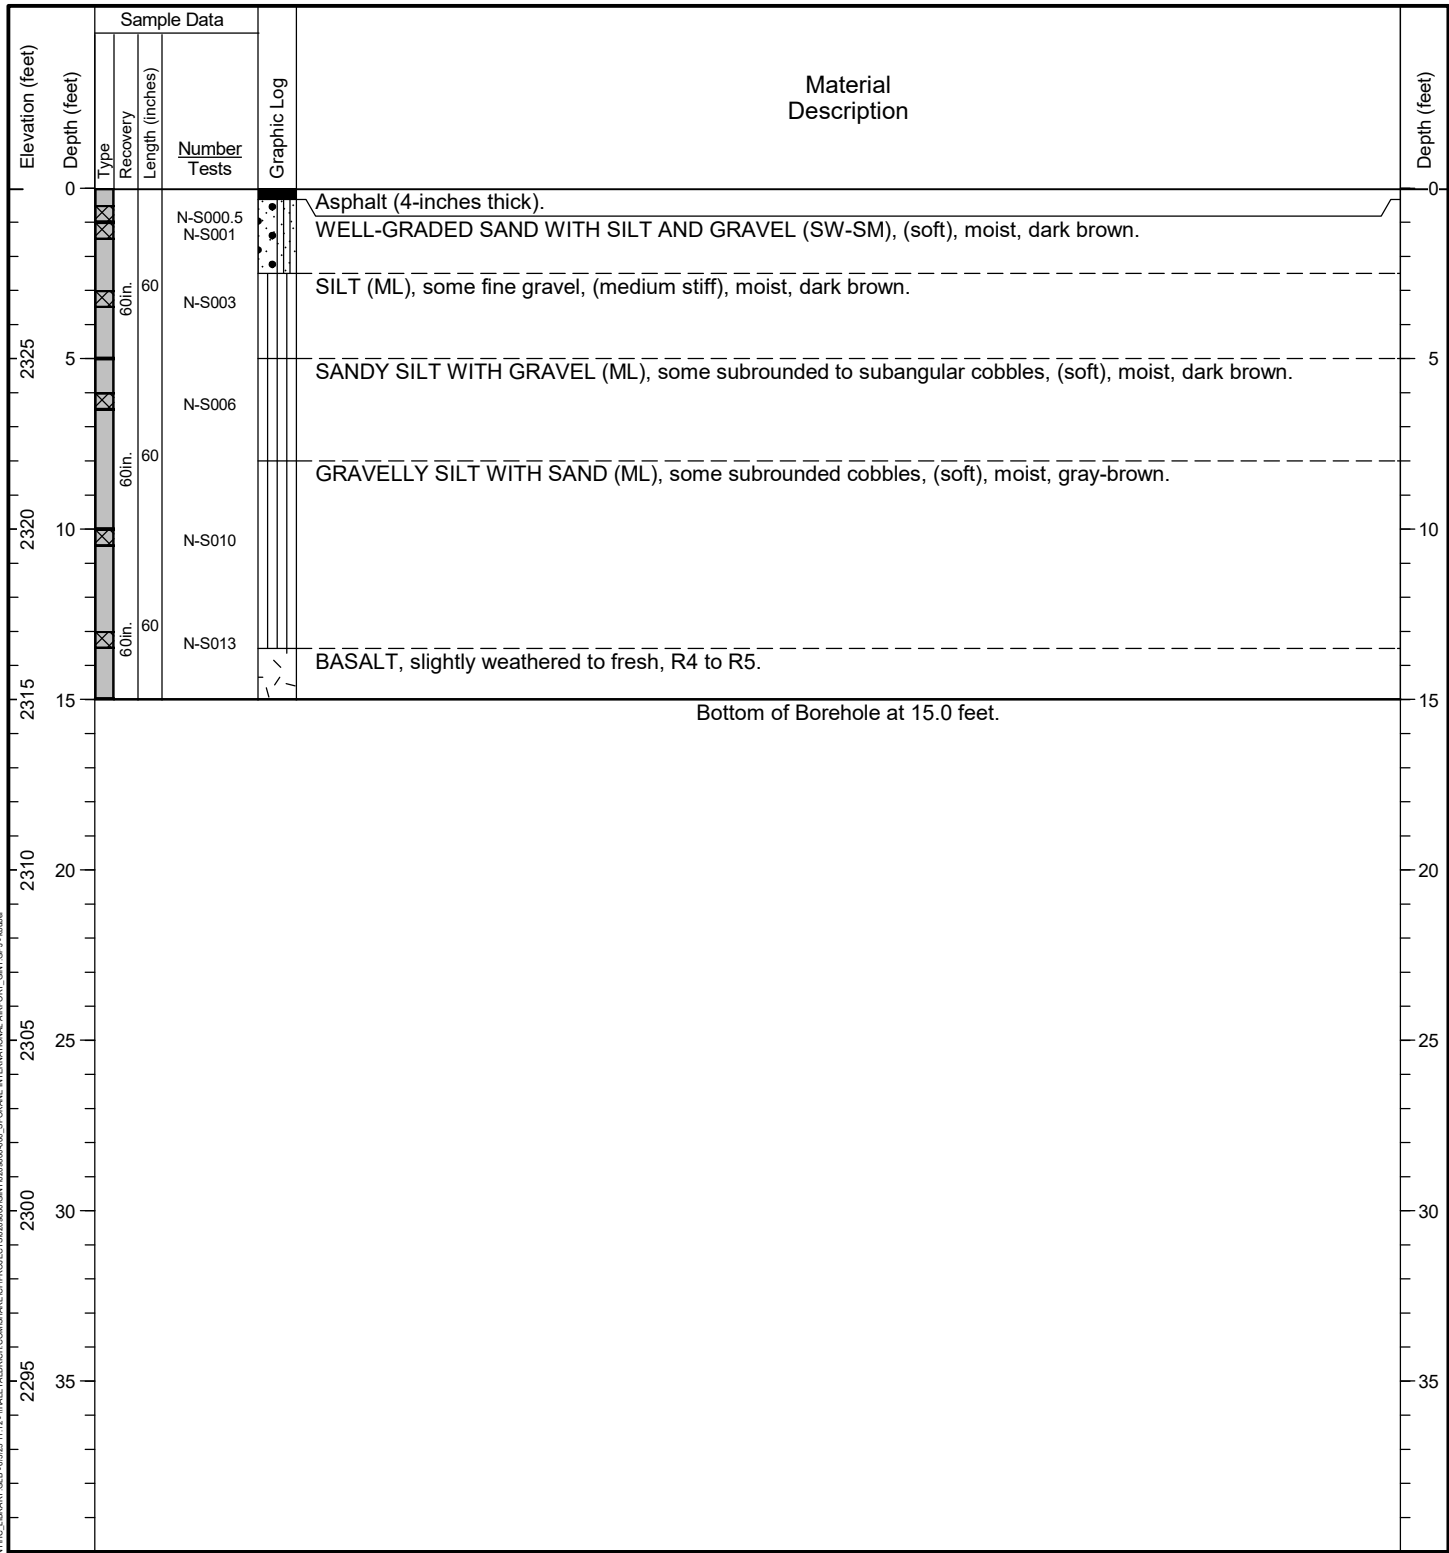 Sample Data
Elevation (feet)
Depth (feet)
Type
Recovery
Length (inches)
Number
Tests
Graphic Log
Material
Description
Depth (feet)
0
0
Asphalt (4-inches thick).
N-S000.5
N-S001
WELL-GRADED SAND WITH SILT AND GRAVEL (SW-SM), (soft), moist, dark brown.
60in.
60
N-S003
SILT (ML), some fine gravel, (medium stiff), moist, dark brown.
2325
5
5
SANDY SILT WITH GRAVEL (ML), some subrounded to subangular cobbles, (soft), moist, dark brown.
N-S006
60in.
60
GRAVELLY SILT WITH SAND (ML), some subrounded cobbles, (soft), moist, gray-brown.
2320
10
N-S010
10
60in.
60
N-S013
BASALT, slightly weathered to fresh, R4 to R5.
2315
15
15
Bottom of Borehole at 15.0 feet.
2310
20
20
2305
25
25
2300
30
30
2295
35
35